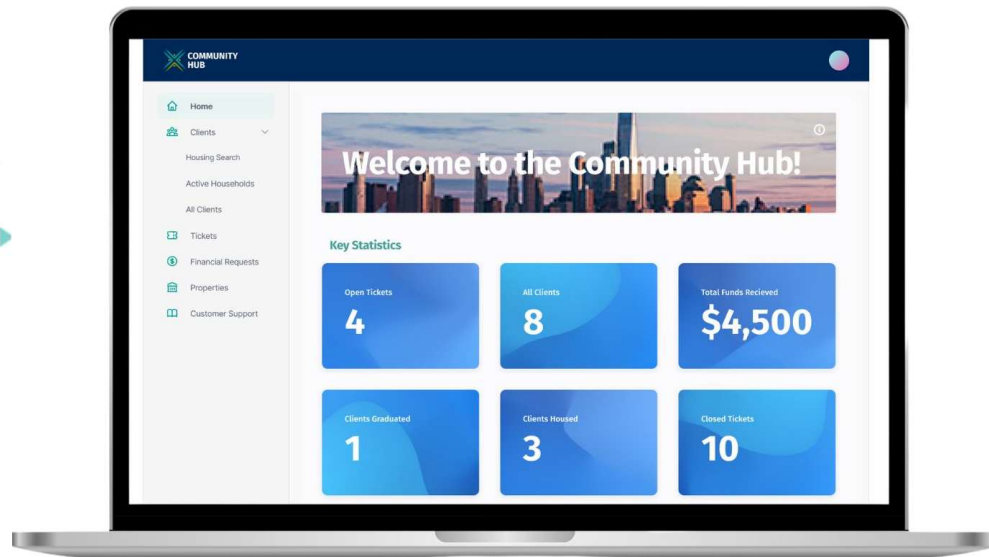 COMMUNITY
HUB
Home
Clients
Housing Search
Active Households
All Clients
Tickets
Financial Requests
Properties
Customer Support
Welcome to the Community Hub!
Key Statistics
Open Tickets
4
All Clients
8
Total Funds Recieved
$4,500
Clients Graduated
1
Clients Housed
3
Closed Tickets
10